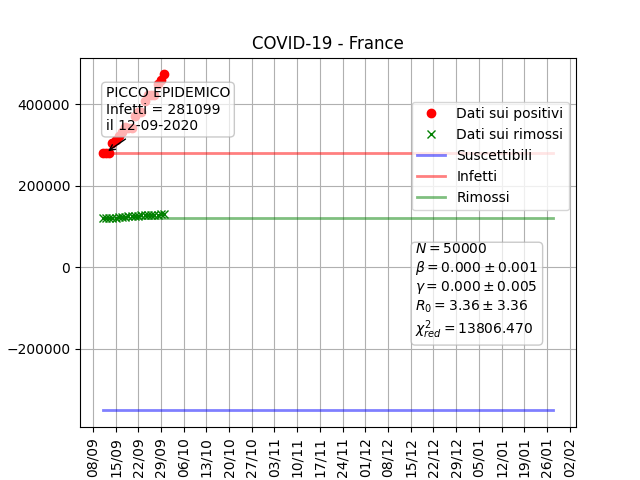 COVID-19 - France
PICCO EPIDEMICO
Infetti = 281099
il 12-09-2020
Dati sui positivi
Dati sui rimossi
Suscettibili
Infetti
Rimossi
N = 50000
β = 0.000 ± 0.001
γ = 0.000 ± 0.005
R₀ = 3.36 ± 3.36
χ²red = 13806.470
400000
200000
0
−200000
08/09 15/09 22/09 29/09 06/10 13/10 20/10 27/10 03/11 10/11 17/11 24/11 01/12 08/12 15/12 22/12 29/12 05/01 12/01 19/01 26/01 02/02